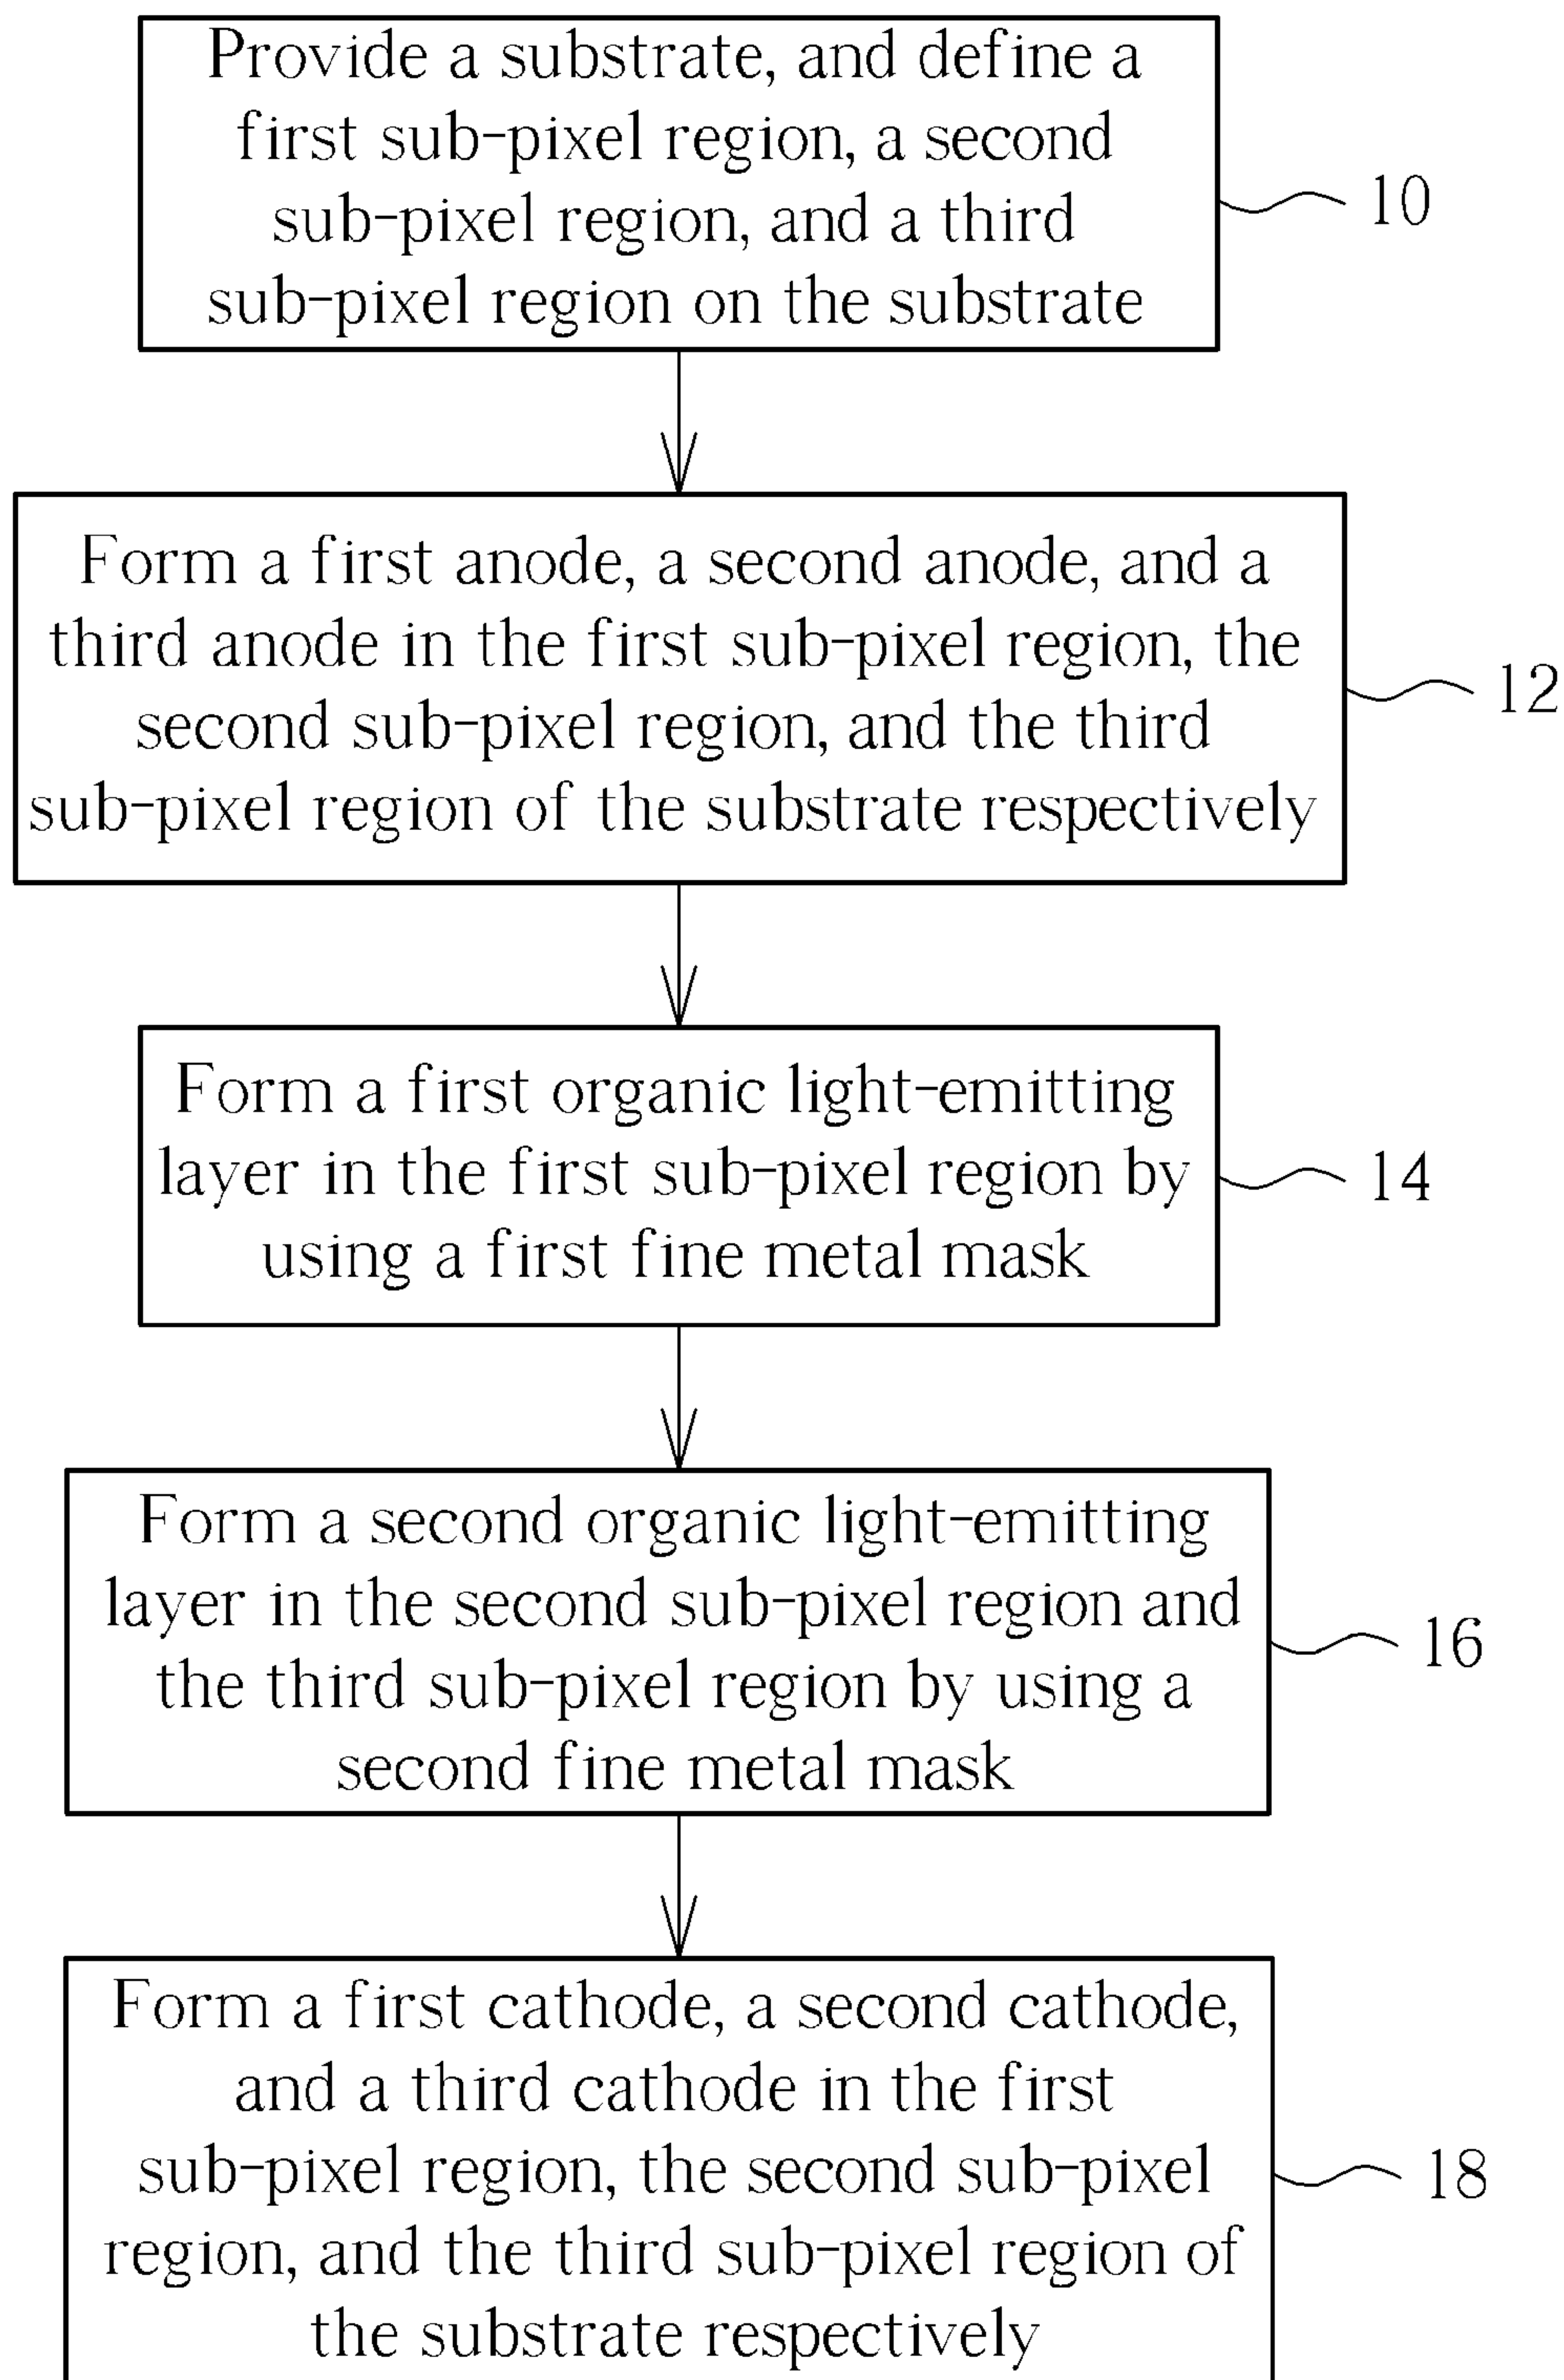 Provide a substrate, and define a
first sub-pixel region, a second
sub-pixel region, and a third
sub-pixel region on the substrate
10
Form a first anode, a second anode, and a
third anode in the first sub-pixel region, the
second sub-pixel region, and the third
sub-pixel region of the substrate respectively
12
Form a first organic light-emitting
layer in the first sub-pixel region by
using a first fine metal mask
14
Form a second organic light-emitting
layer in the second sub-pixel region and
the third sub-pixel region by using a
second fine metal mask
16
Form a first cathode, a second cathode,
and a third cathode in the first
sub-pixel region, the second sub-pixel
region, and the third sub-pixel region of
the substrate respectively
18